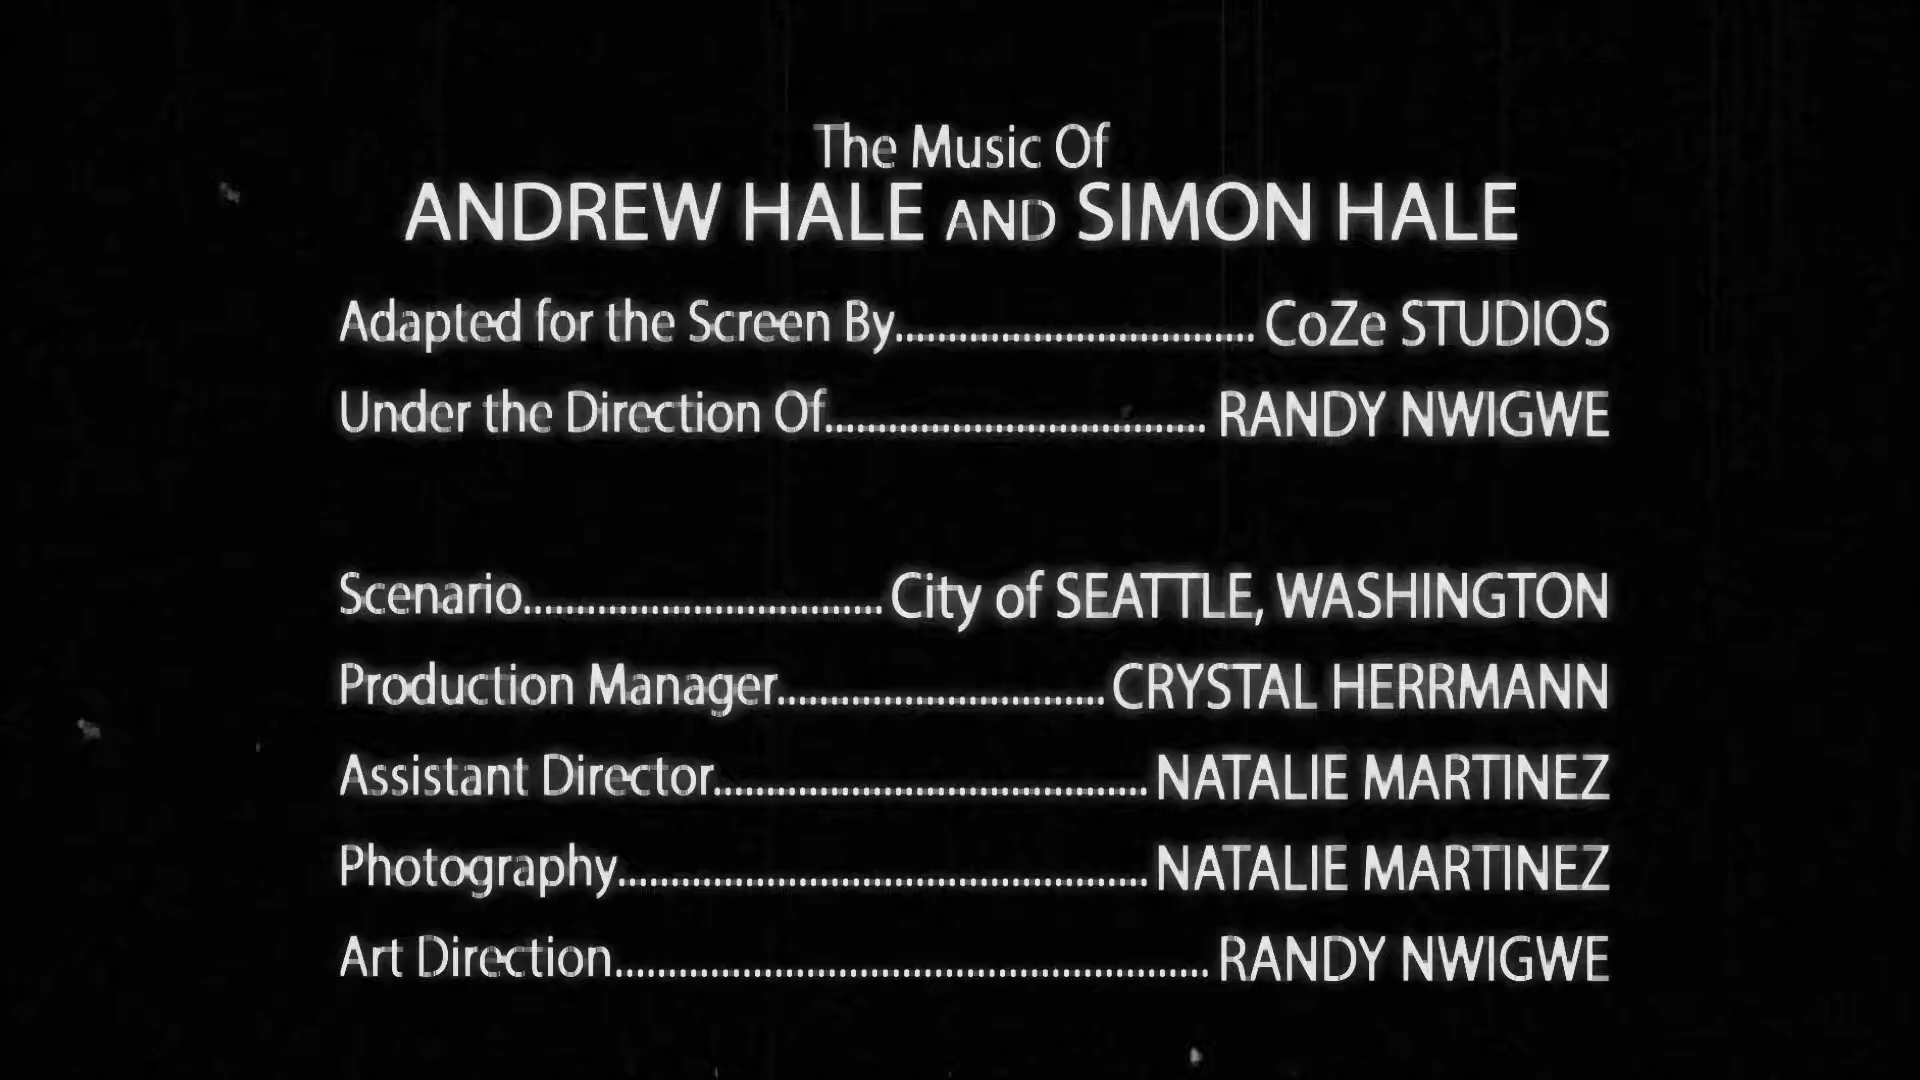 The Music Of
ANDREW HALE AND SIMON HALE
Adapted for the Screen By................................. CoZe STUDIOS
Under the Direction Of................................... RANDY NWIGWE
Scenario................................. City of SEATTLE, WASHINGTON
Production Manager.............................. CRYSTAL HERRMANN
Assistant Director........................................ NATALIE MARTINEZ
Photography................................................. NATALIE MARTINEZ
Art Direction....................................................... RANDY NWIGWE